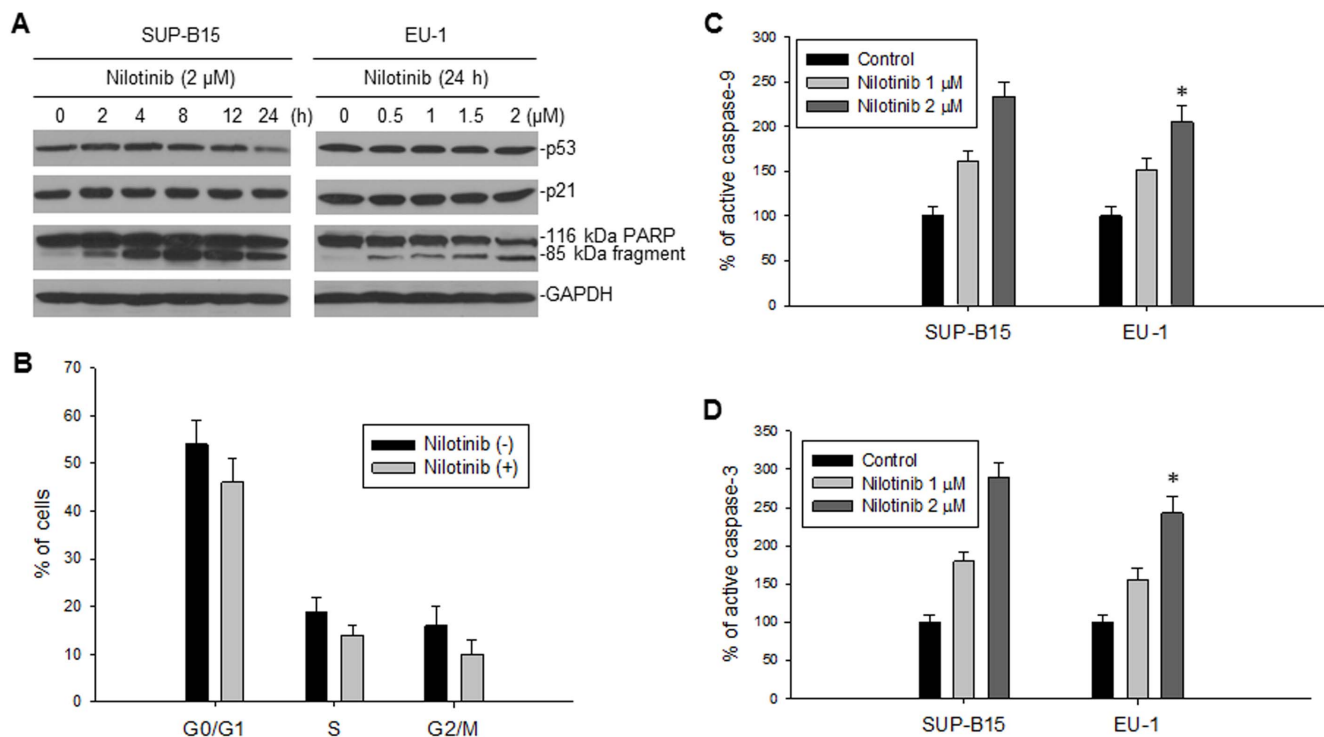 A
SUP-B15 EU-1
Nilotinib (2 µM) Nilotinib (24 h)
0 2 4 8 12 24 (h) 0 0.5 1 1.5 2 (µM)
-p53
-p21
-116 kDa PARP
-85 kDa fragment
-GAPDH
B
% of cells
70
60
50
40
30
20
10
0
Nilotinib (-)
Nilotinib (+)
G0/G1 S G2/M
C
% of active caspase-9
300
250
200
150
100
50
0
Control
Nilotinib 1 µM
Nilotinib 2 µM
*
SUP-B15 EU-1
D
% of active caspase-3
350
300
250
200
150
100
50
0
Control
Nilotinib 1 µM
Nilotinib 2 µM
*
SUP-B15 EU-1